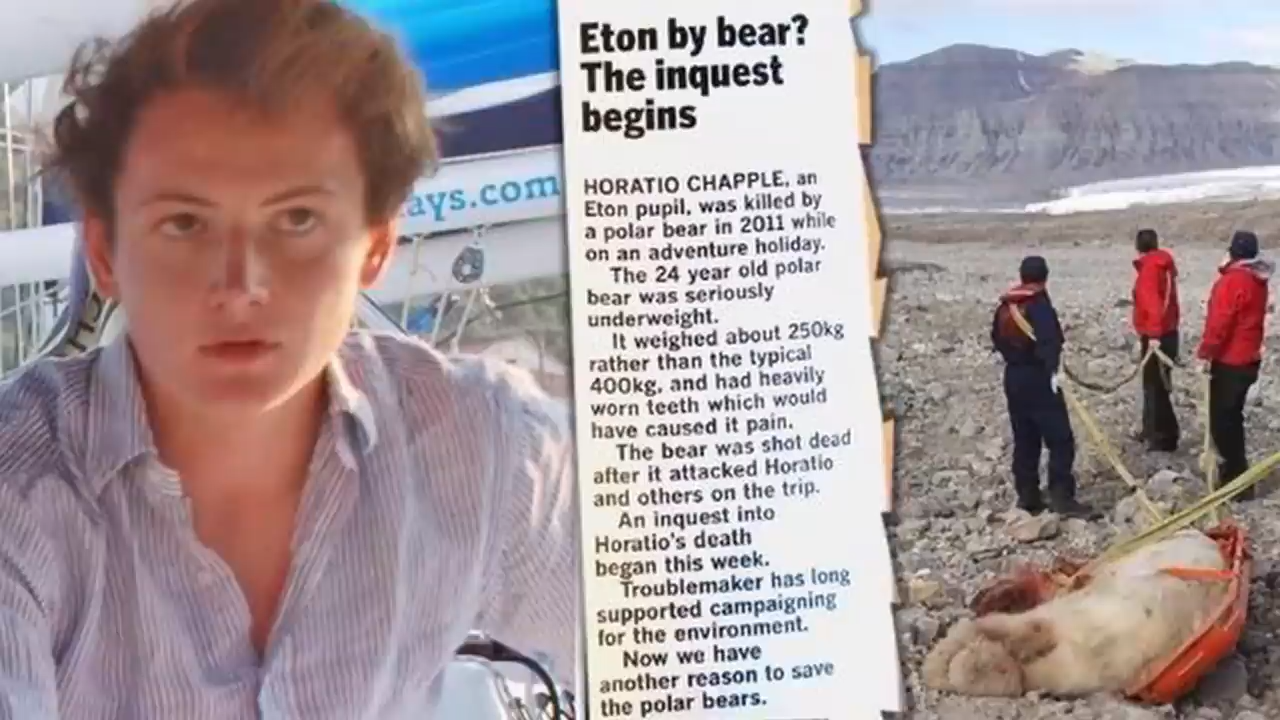 ays.com
Eton by bear?
The inquest
begins
HORATIO CHAPPLE, an
Eton pupil, was killed by
a polar bear in 2011 while
on an adventure holiday.
The 24 year old polar
bear was seriously
underweight.
It weighed about 250kg
rather than the typical
400kg, and had heavily
worn teeth which would
have caused it pain.
The bear was shot dead
after it attacked Horatio
and others on the trip.
An inquest into
Horatio's death
began this week.
Troublemaker has long
supported campaigning
for the environment.
Now we have
another reason to save
the polar bears.